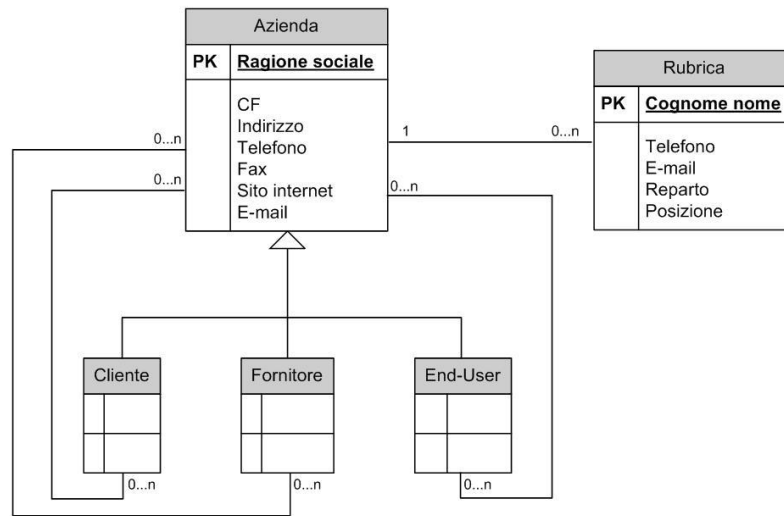 Azienda
PK Ragione sociale
CF
Indirizzo
Telefono
Fax
Sito internet
E-mail
Rubrica
PK Cognome nome
Telefono
E-mail
Reparto
Posizione
0...n
0...n
1
0...n
0...n
Cliente
Fornitore
End-User
0...n
0...n
0...n